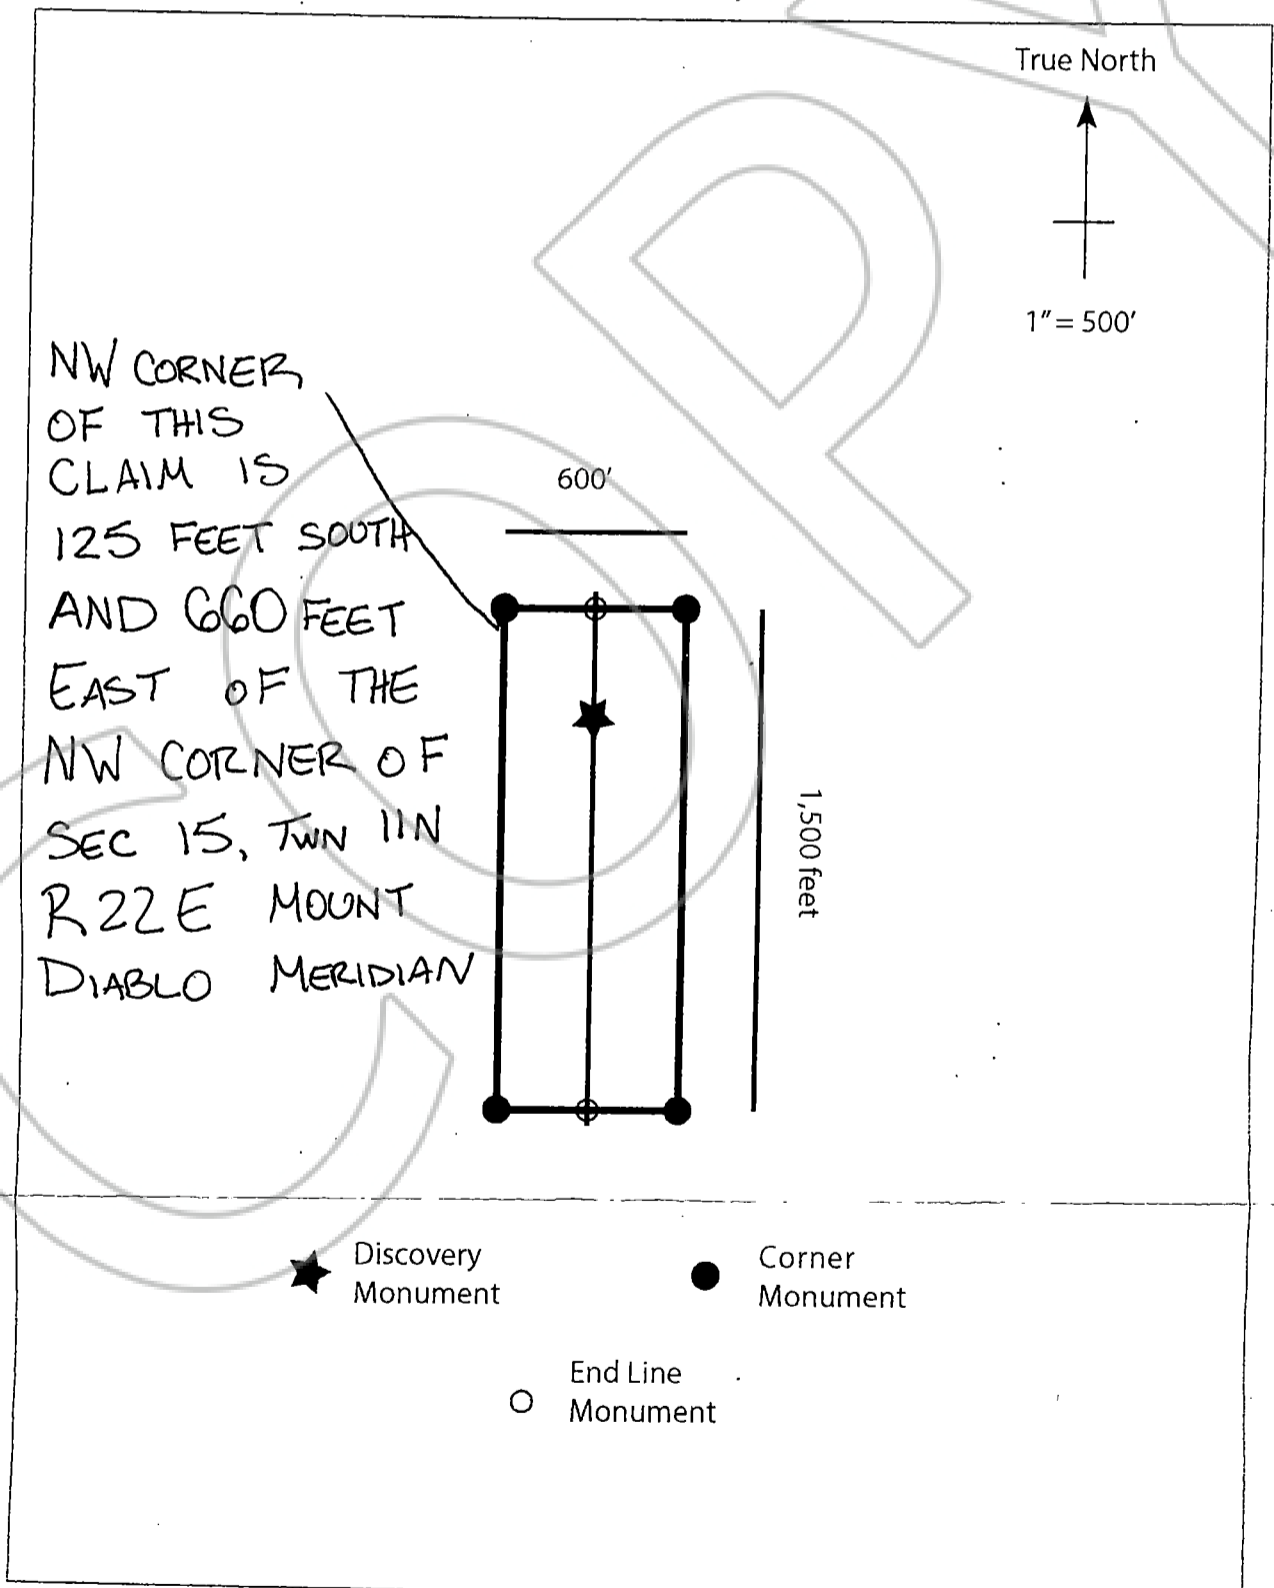 True North
1"= 500'
NW CORNER
OF THIS
CLAIM IS
125 FEET SOUTH
AND 660 FEET
EAST OF THE
NW CORNER OF
SEC 15, TWN 11N
R22E MOUNT
DIABLO MERIDIAN
600'
1,500 feet
Discovery
Monument
Corner
Monument
End Line
Monument
COPY